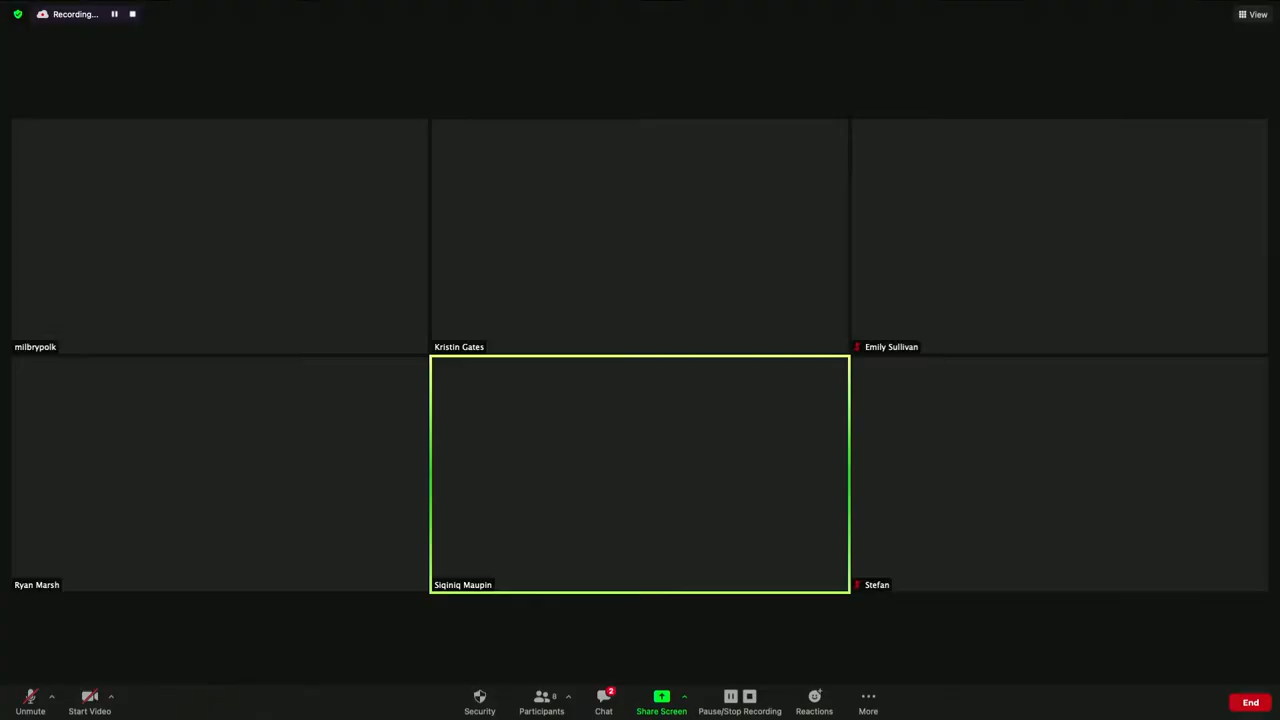 Recording...
View
milbrypolk
Kristin Gates
Emily Sullivan
Ryan Marsh
Siqiniq Maupin
Stefan
Unmute
Start Video
Security
Participants
8
Chat
2
Share Screen
Pause/Stop Recording
Reactions
More
End